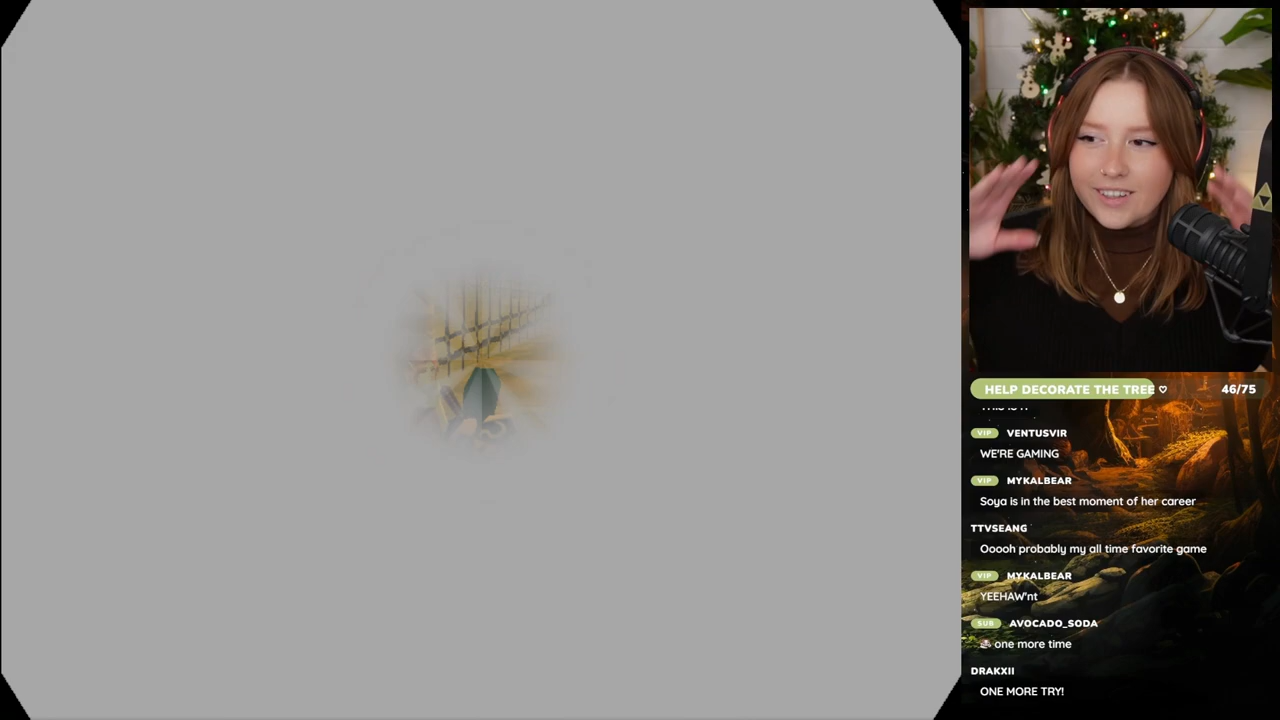 HELP DECORATE THE TREE ♡ 46/75
VIP VENTUSVIR
WE'RE GAMING
VIP MYKALBEAR
Soya is in the best moment of her career
TTVSEANG
Ooooh probably my all time favorite game
VIP MYKALBEAR
YEEHAW'nt
SUB AVOCADO_SODA
one more time
DRAKXII
ONE MORE TRY!